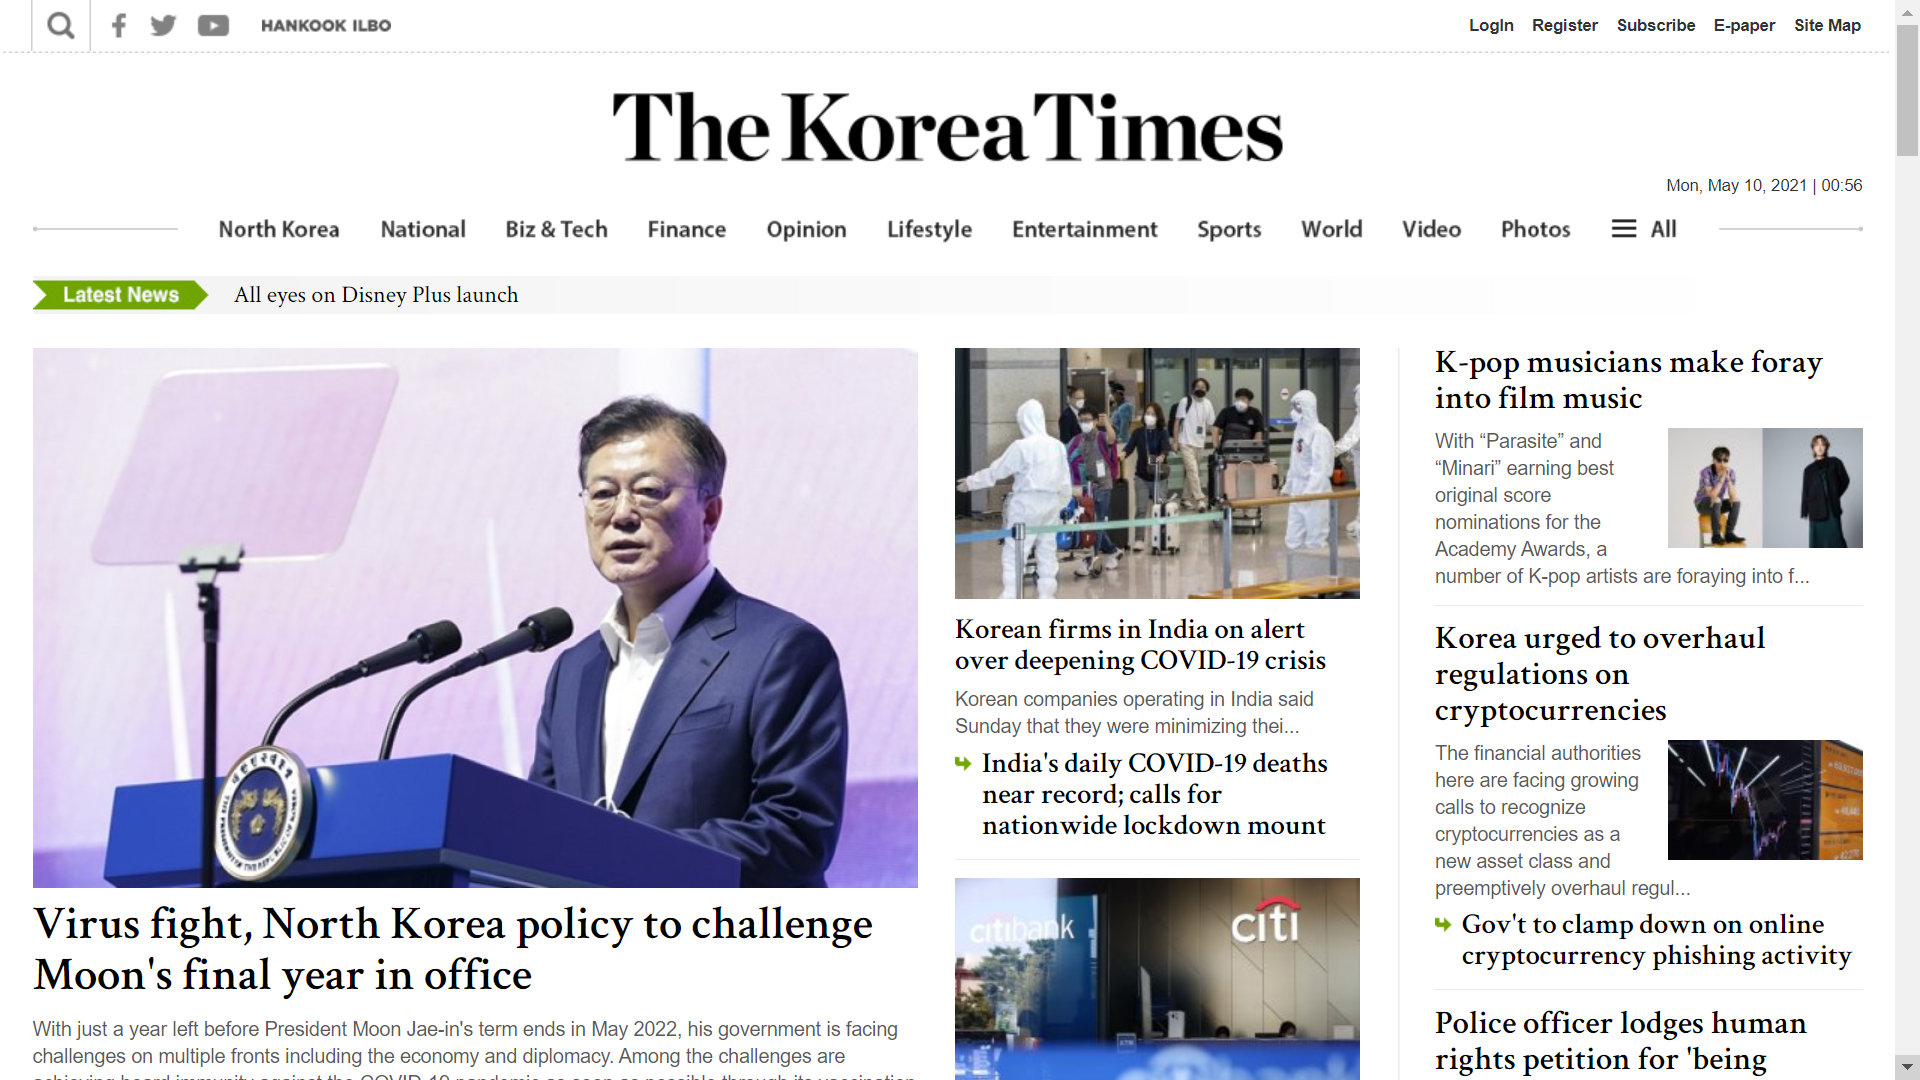 HANKOOK ILBO
LogIn Register Subscribe E-paper Site Map
The Korea Times
Mon, May 10, 2021 | 00:56
North Korea National Biz & Tech Finance Opinion Lifestyle Entertainment Sports World Video Photos All
Latest News All eyes on Disney Plus launch
Virus fight, North Korea policy to challenge
Moon's final year in office
With just a year left before President Moon Jae-in's term ends in May 2022, his government is facing
challenges on multiple fronts including the economy and diplomacy. Among the challenges are
Korean firms in India on alert
over deepening COVID-19 crisis
Korean companies operating in India said
Sunday that they were minimizing thei...
India's daily COVID-19 deaths
near record; calls for
nationwide lockdown mount
citibank
citi
K-pop musicians make foray
into film music
With “Parasite” and
“Minari” earning best
original score
nominations for the
Academy Awards, a
number of K-pop artists are foraying into f...
Korea urged to overhaul
regulations on
cryptocurrencies
The financial authorities
here are facing growing
calls to recognize
cryptocurrencies as a
new asset class and
preemptively overhaul regul...
Gov't to clamp down on online
cryptocurrency phishing activity
Police officer lodges human
rights petition for 'being